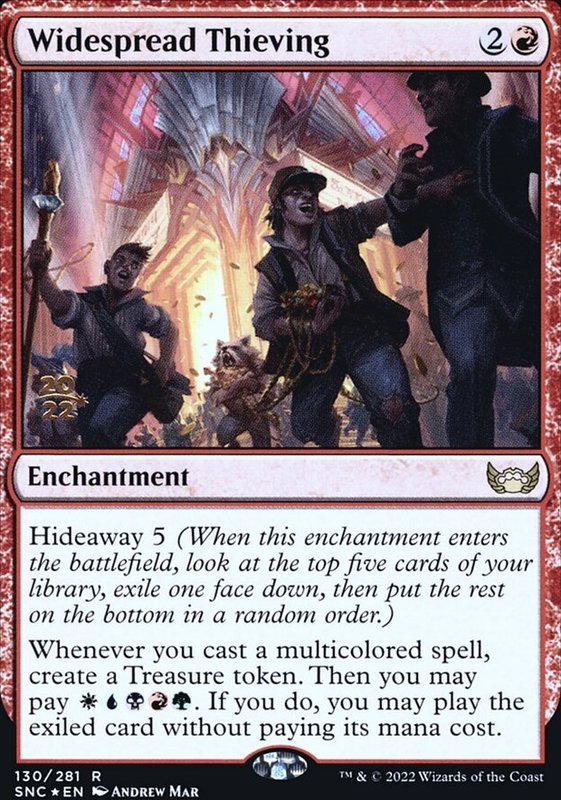 Widespread Thieving 2
20
22
Enchantment
Hideaway 5 (When this enchantment enters
the battlefield, look at the top five cards of your
library, exile one face down, then put the rest
on the bottom in a random order.)
Whenever you cast a multicolored spell,
create a Treasure token. Then you may
pay . If you do, you may play the
exiled card without paying its mana cost.
130/281 R
SNC ★ EN Andrew Mar
™ & © 2022 Wizards of the Coast